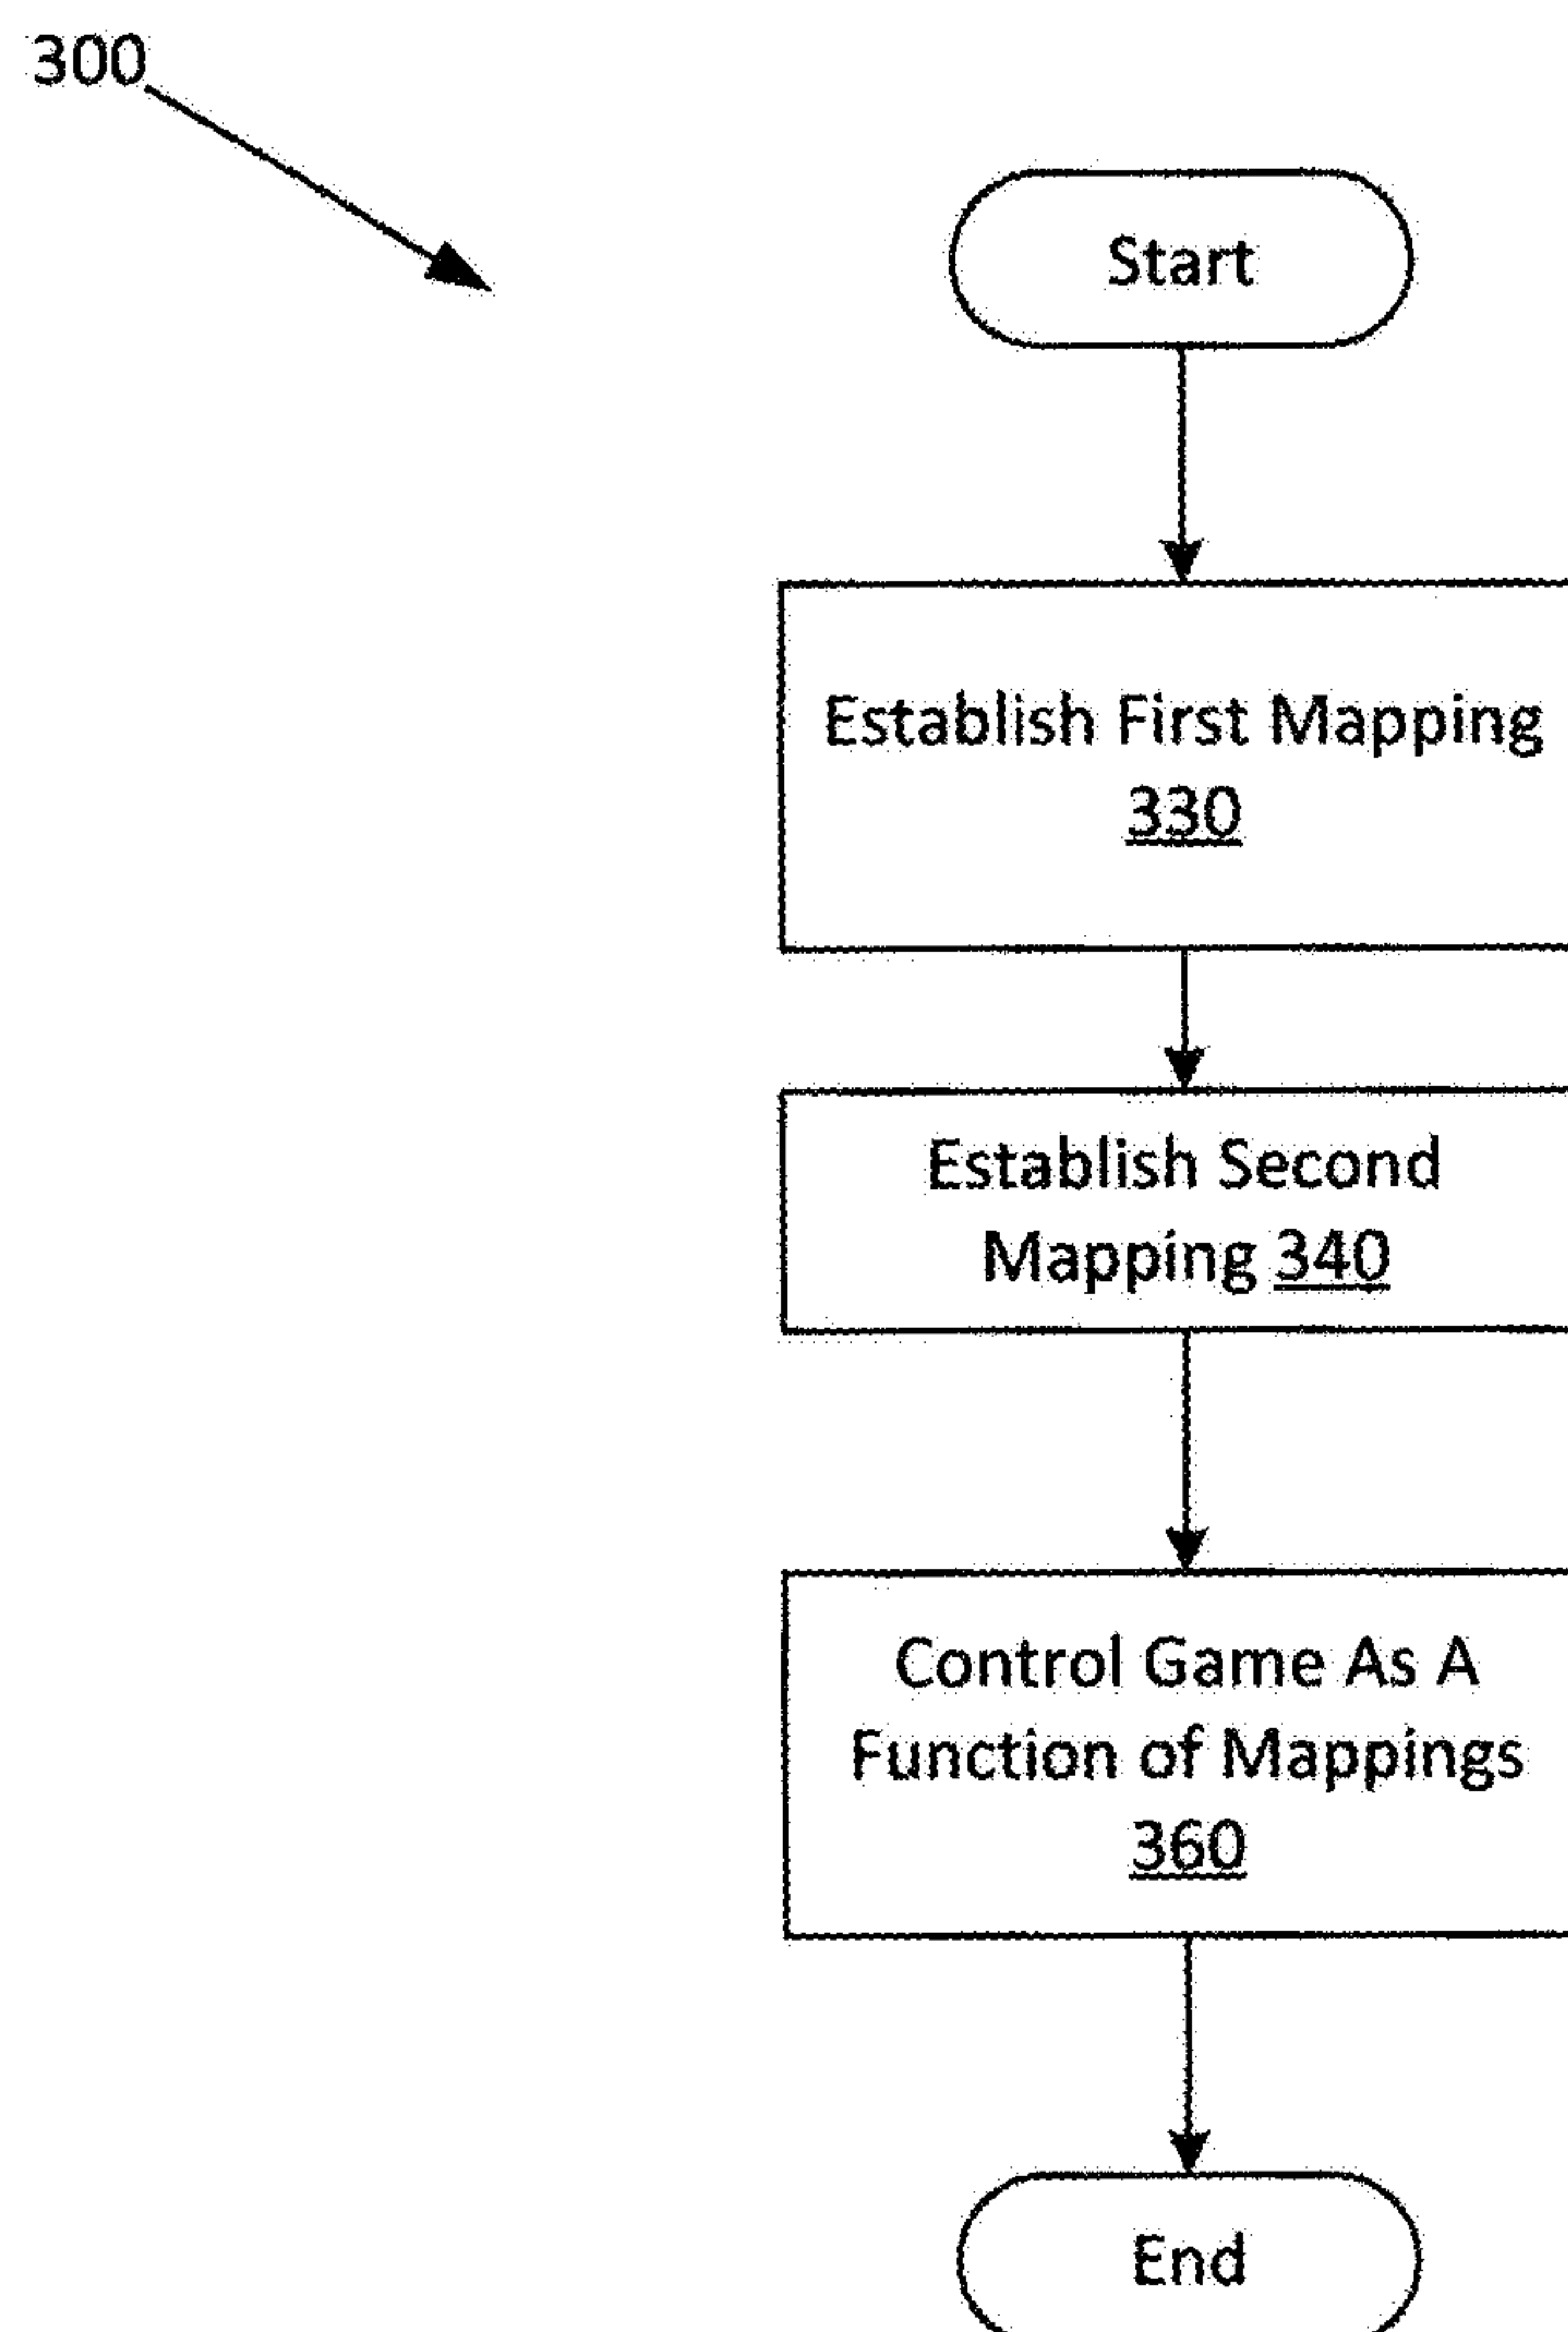 300
Start
Establish First Mapping
330
Establish Second
Mapping 340
Control Game As A
Function of Mappings
360
End